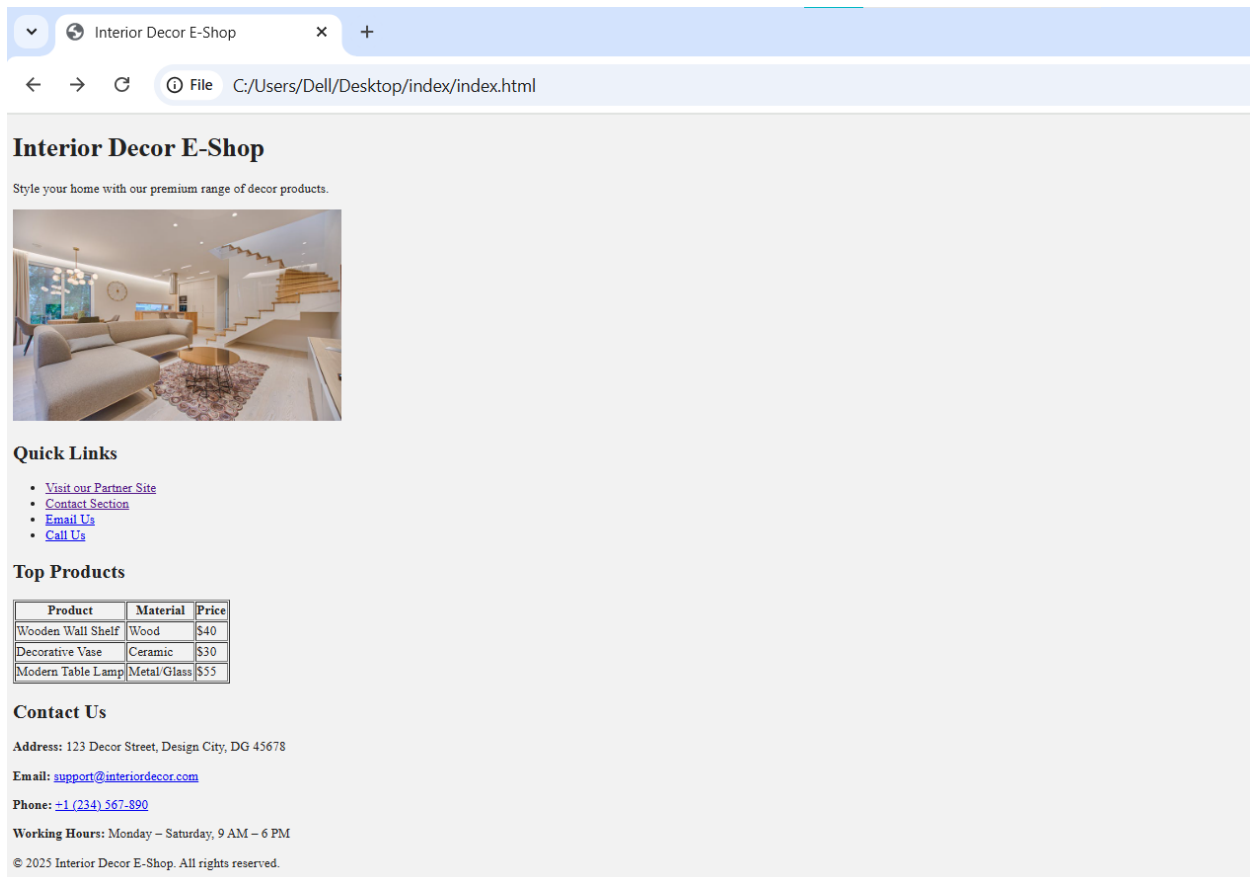 Interior Decor E-Shop
File C:/Users/Dell/Desktop/index/index.html
Interior Decor E-Shop
Style your home with our premium range of decor products.
Quick Links
Visit our Partner Site
Contact Section
Email Us
Call Us
Top Products
Product Material Price
Wooden Wall Shelf Wood $40
Decorative Vase Ceramic $30
Modern Table Lamp Metal/Glass $55
Contact Us
Address: 123 Decor Street, Design City, DG 45678
Email: support@interiordecor.com
Phone: +1 (234) 567-890
Working Hours: Monday – Saturday, 9 AM – 6 PM
© 2025 Interior Decor E-Shop. All rights reserved.